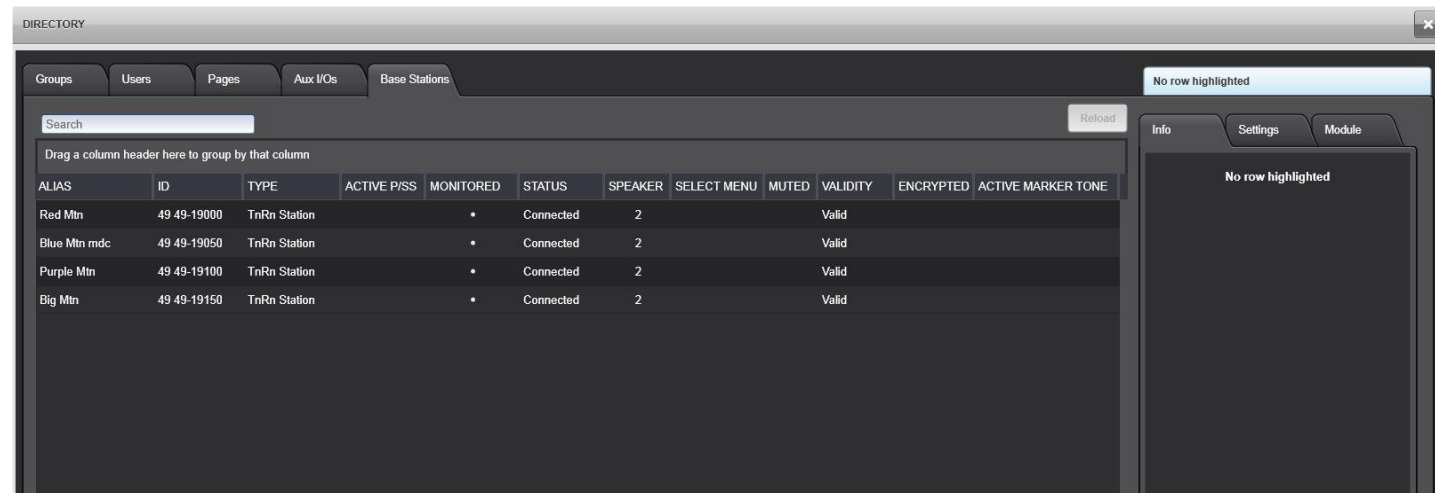 DIRECTORY
Groups Users Pages Aux I/Os Base Stations
No row highlighted
Search
Reload
Info Settings Module
Drag a column header here to group by that column
No row highlighted
ALIAS ID TYPE ACTIVE P/SS MONITORED STATUS SPEAKER SELECT MENU MUTED VALIDITY ENCRYPTED ACTIVE MARKER TONE
Red Mtn 49 49-19000 TnRn Station • Connected 2 Valid
Blue Mtn mdc 49 49-19050 TnRn Station • Connected 2 Valid
Purple Mtn 49 49-19100 TnRn Station • Connected 2 Valid
Big Mtn 49 49-19150 TnRn Station • Connected 2 Valid